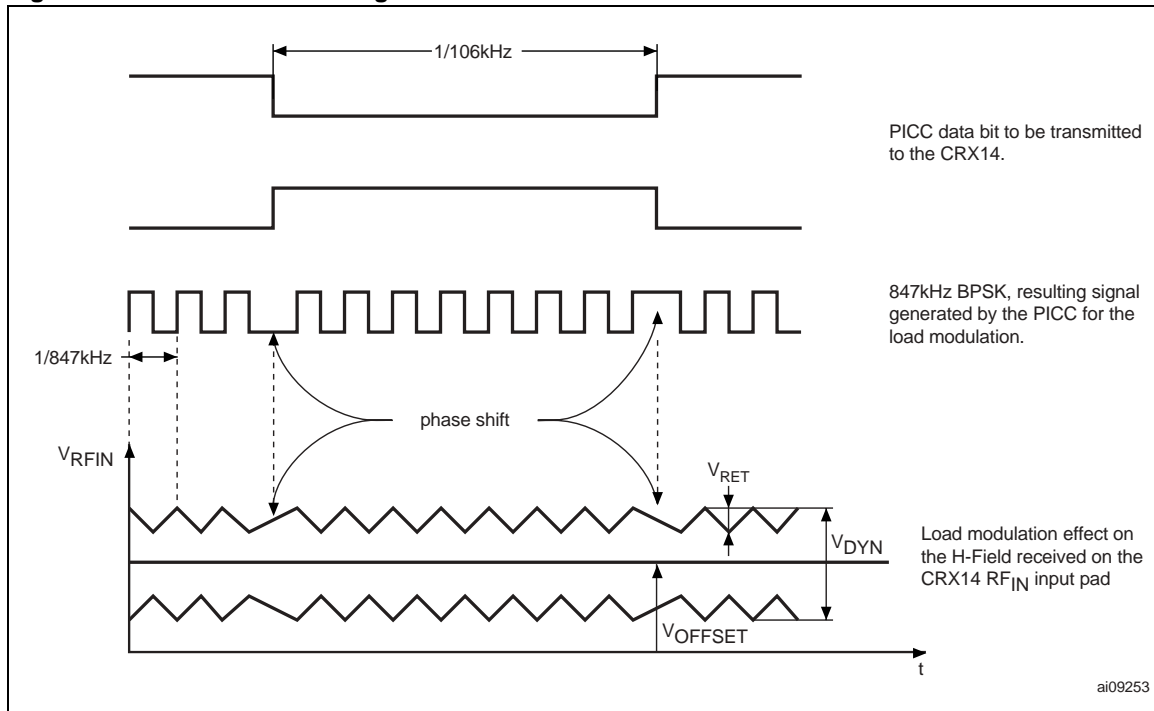 1/106kHz
PICC data bit to be transmitted
to the CRX14.
847kHz BPSK, resulting signal
generated by the PICC for the
load modulation.
1/847kHz
phase shift
VRFIN
VRET
VDYN
Load modulation effect on
the H-Field received on the
CRX14 RFIN input pad
VOFFSET
t
ai09253